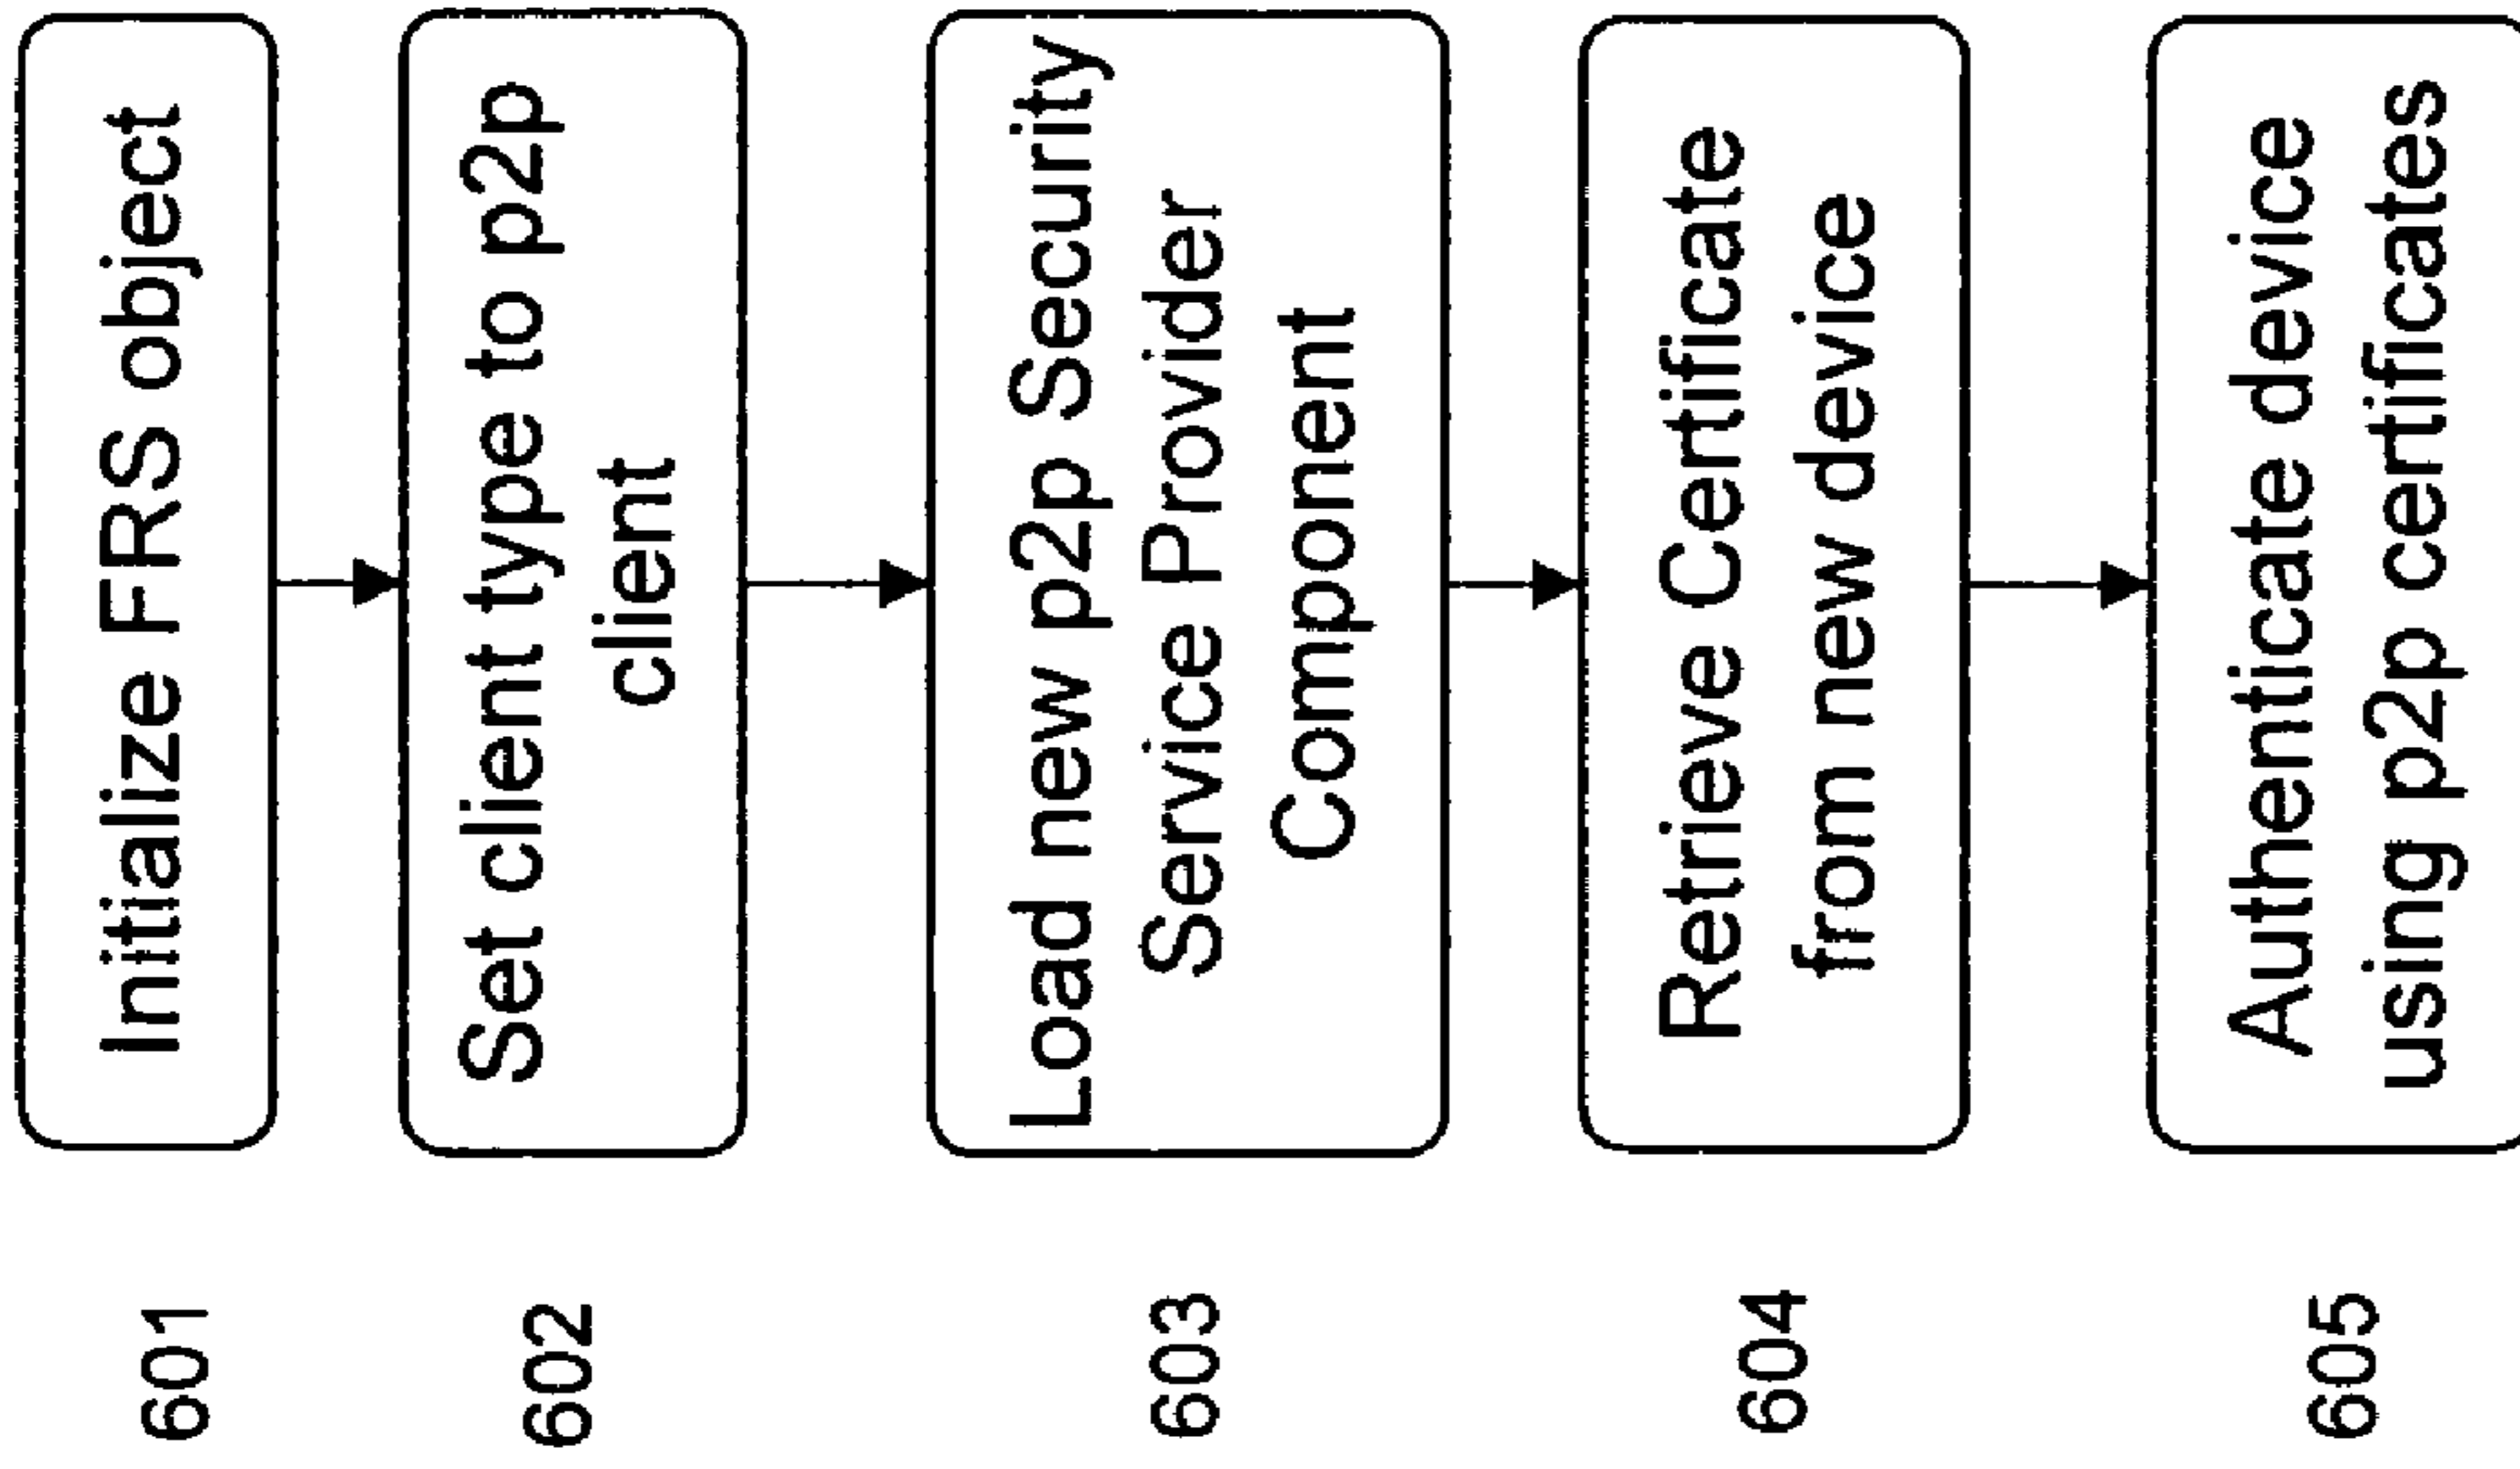 601
Initialize FRS object
602
Set client type to p2p
client
603
Load new p2p Security
Service Provider
Component
604
Retrieve Certificate
from new device
605
Authenticate device
using p2p certificates